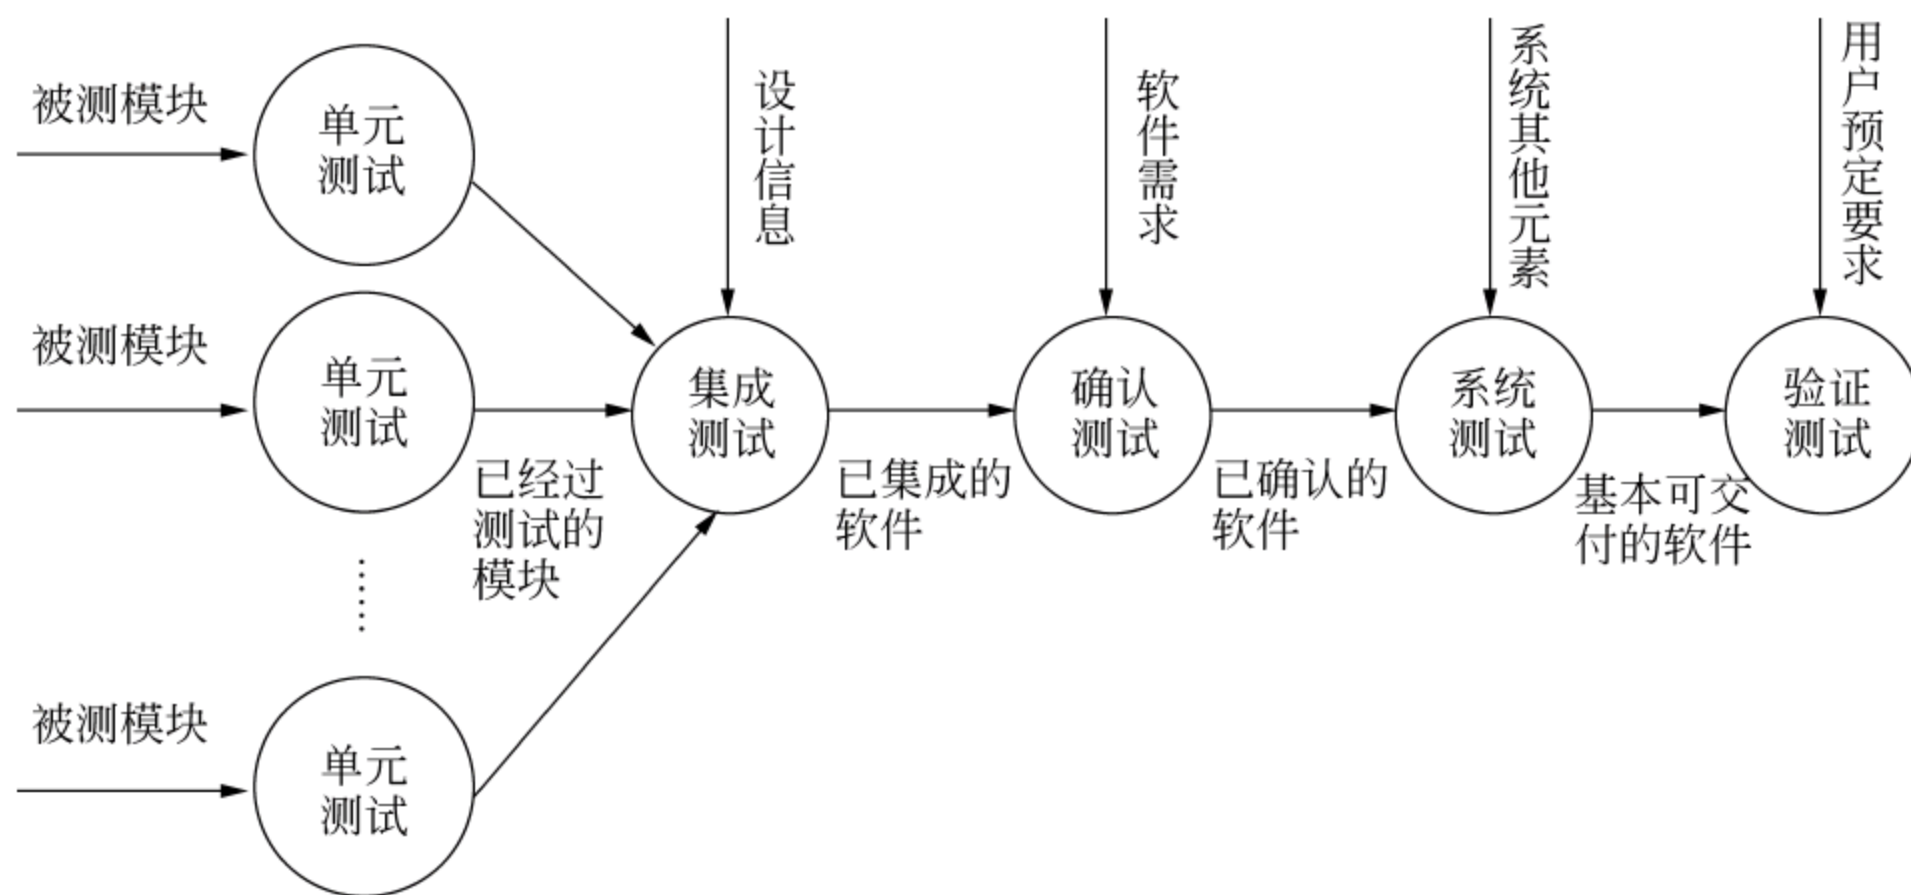 被测模块
单元
测试
被测模块
单元
测试
……
被测模块
单元
测试
已经过
测试的
模块
设计信息
集成
测试
已集成的
软件
软件需求
确认
测试
已确认的
软件
系统其他元素
系统
测试
基本可交
付的软件
用户预定要求
验证
测试